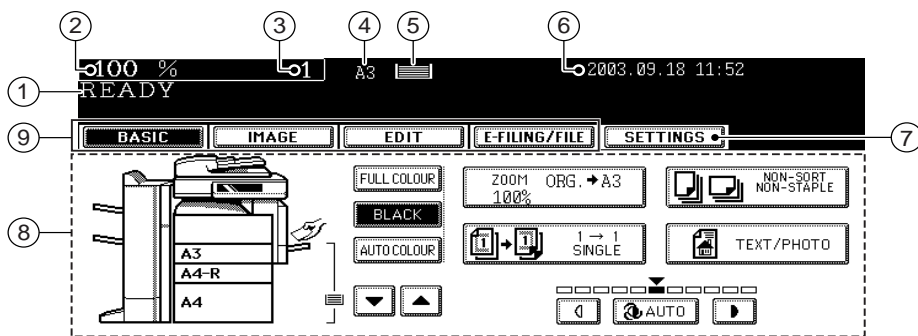 2 3 4 5 6
100 % 1 A3 2003.09.18 11:52
1 READY
9 BASIC IMAGE EDIT E-FILING/FILE SETTINGS 7
8
FULL COLOUR
BLACK
AUTO COLOUR
ZOOM ORG.→A3
100%
NON-SORT
NON-STAPLE
1 → 1
SINGLE
TEXT/PHOTO
A3
A4-R
A4
AUTO